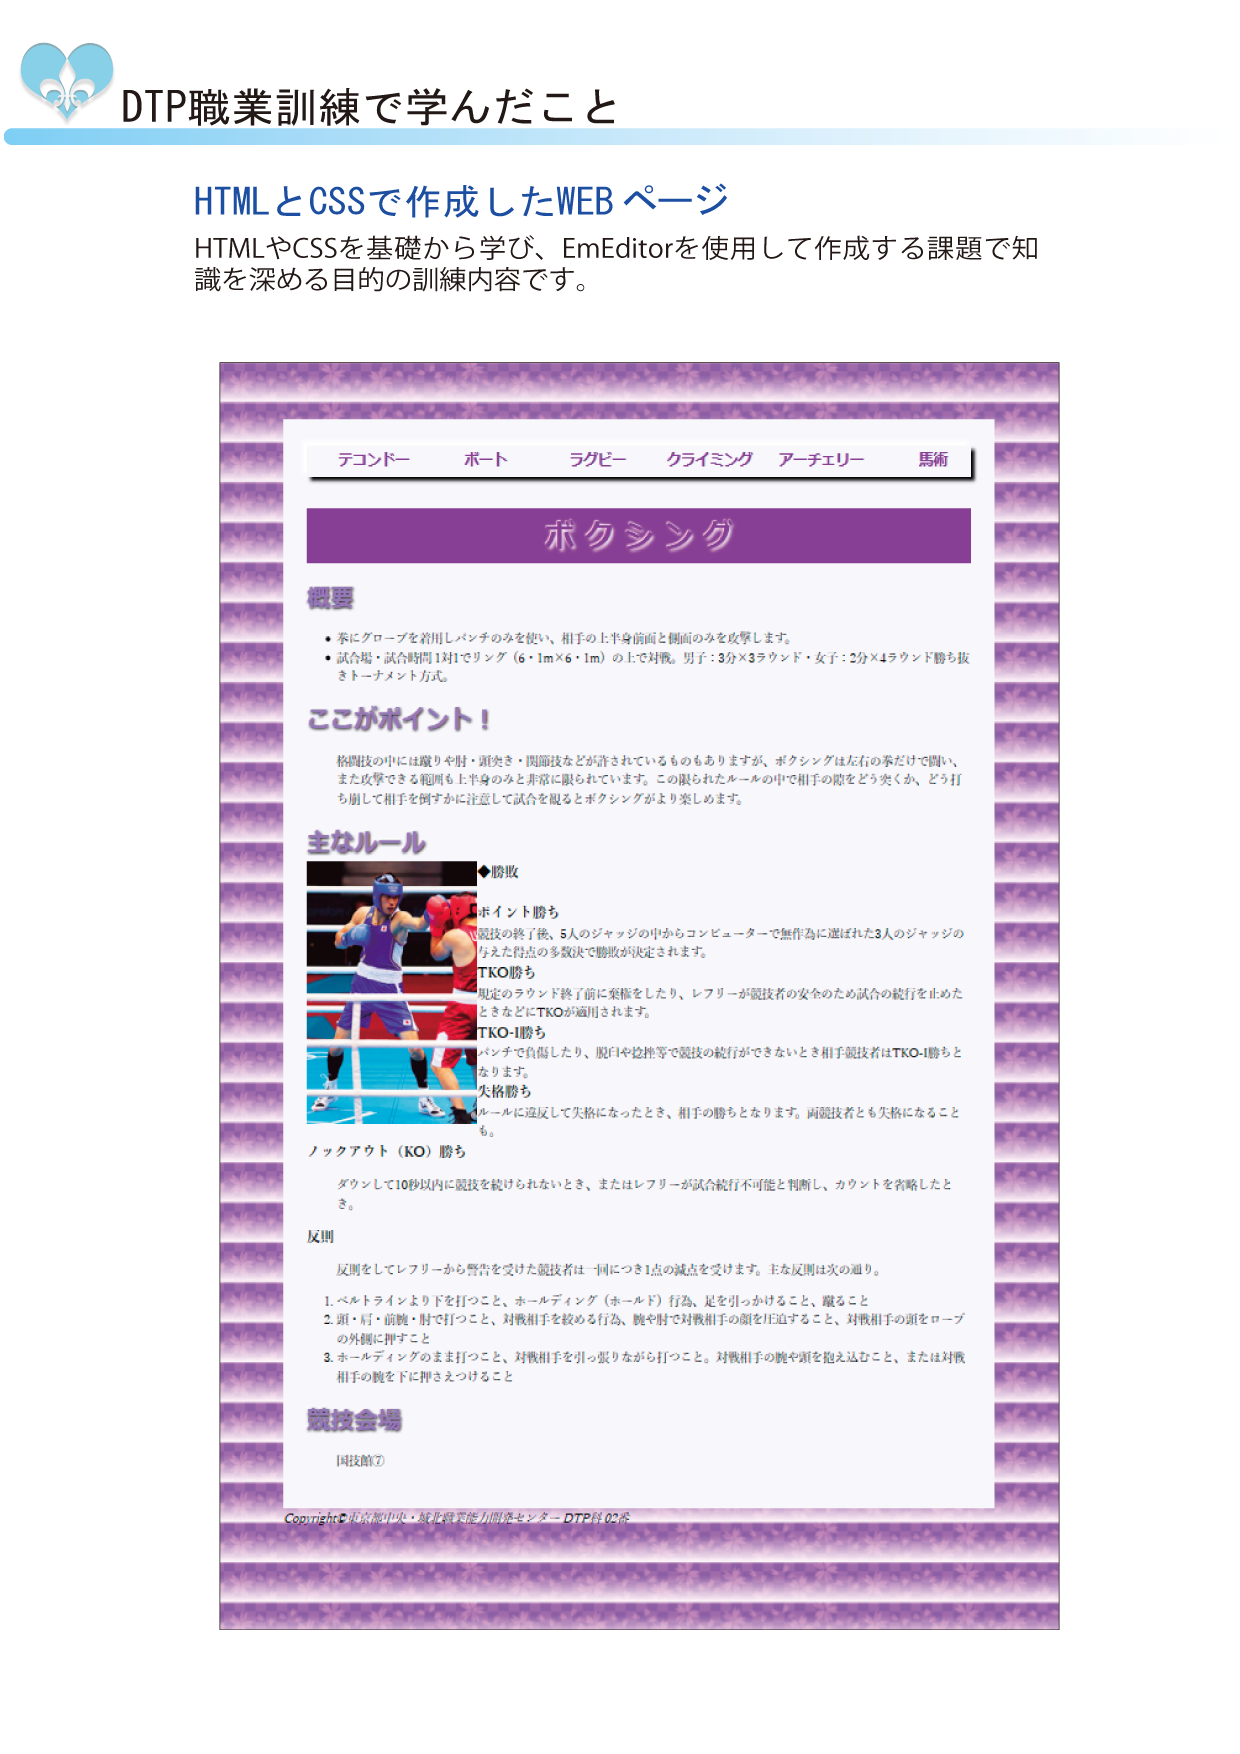 DTP職業訓練で学んだこと
HTMLとCSSで作成したWEB ページ
HTMLやCSSを基礎から学び、EmEditorを使用して作成する課題で知
識を深める目的の訓練内容です。
テコンドー ボート ラグビー クライミング アーチェリー 馬術
ボクシング
概要
• 拳にグローブを着用しパンチのみを使い、相手の上半身前面と側面のみを攻撃します。
• 試合場・試合時間 1対1でリング（6・1m×6・1m）の上で対戦。男子：3分×3ラウンド・女子：2分×4ラウンド勝ち抜
きトーナメント方式。
ここがポイント！
格闘技の中には蹴りや肘・頭突き・関節技などが許されているものもありますが、ボクシングは左右の拳だけで闘い、
また攻撃できる範囲も上半身のみと非常に限られています。この限られたルールの中で相手の隙をどう突くか、どう打
ち崩して相手を倒すかに注意して試合を観るとボクシングがより楽しめます。
主なルール
◆勝敗
ポイント勝ち
競技の終了後、5人のジャッジの中からコンピューターで無作為に選ばれた3人のジャッジの
与えた得点の多数決で勝敗が決定されます。
TKO勝ち
規定のラウンド終了前に棄権をしたり、レフリーが競技者の安全のため試合の続行を止めた
ときなどにTKOが適用されます。
TKO-I勝ち
パンチで負傷したり、脱臼や捻挫等で競技の続行ができないとき相手競技者はTKO-I勝ちと
なります。
失格勝ち
ルールに違反して失格になったとき、相手の勝ちとなります。両競技者とも失格になること
も。
ノックアウト（KO）勝ち
ダウンして10秒以内に競技を続けられないとき、またはレフリーが試合続行不可能と判断し、カウントを省略したと
き。
反則
反則をしてレフリーから警告を受けた競技者は一回につき1点の減点を受けます。主な反則は次の通り。
1. ベルトラインより下を打つこと、ホールディング（ホールド）行為、足を引っかけること、蹴ること
2. 頭・肩・前腕・肘で打つこと、対戦相手を絞める行為、腕や肘で対戦相手の顔を圧迫すること、対戦相手の頭をロープ
の外側に押すこと
3. ホールディングのまま打つこと、対戦相手を引っ張りながら打つこと。対戦相手の腕や頭を抱え込むこと、または対戦
相手の腕を下に押さえつけること
競技会場
国技館⑦
Copyright© 東京都中央・城北職業能力開発センター DTP科 02番